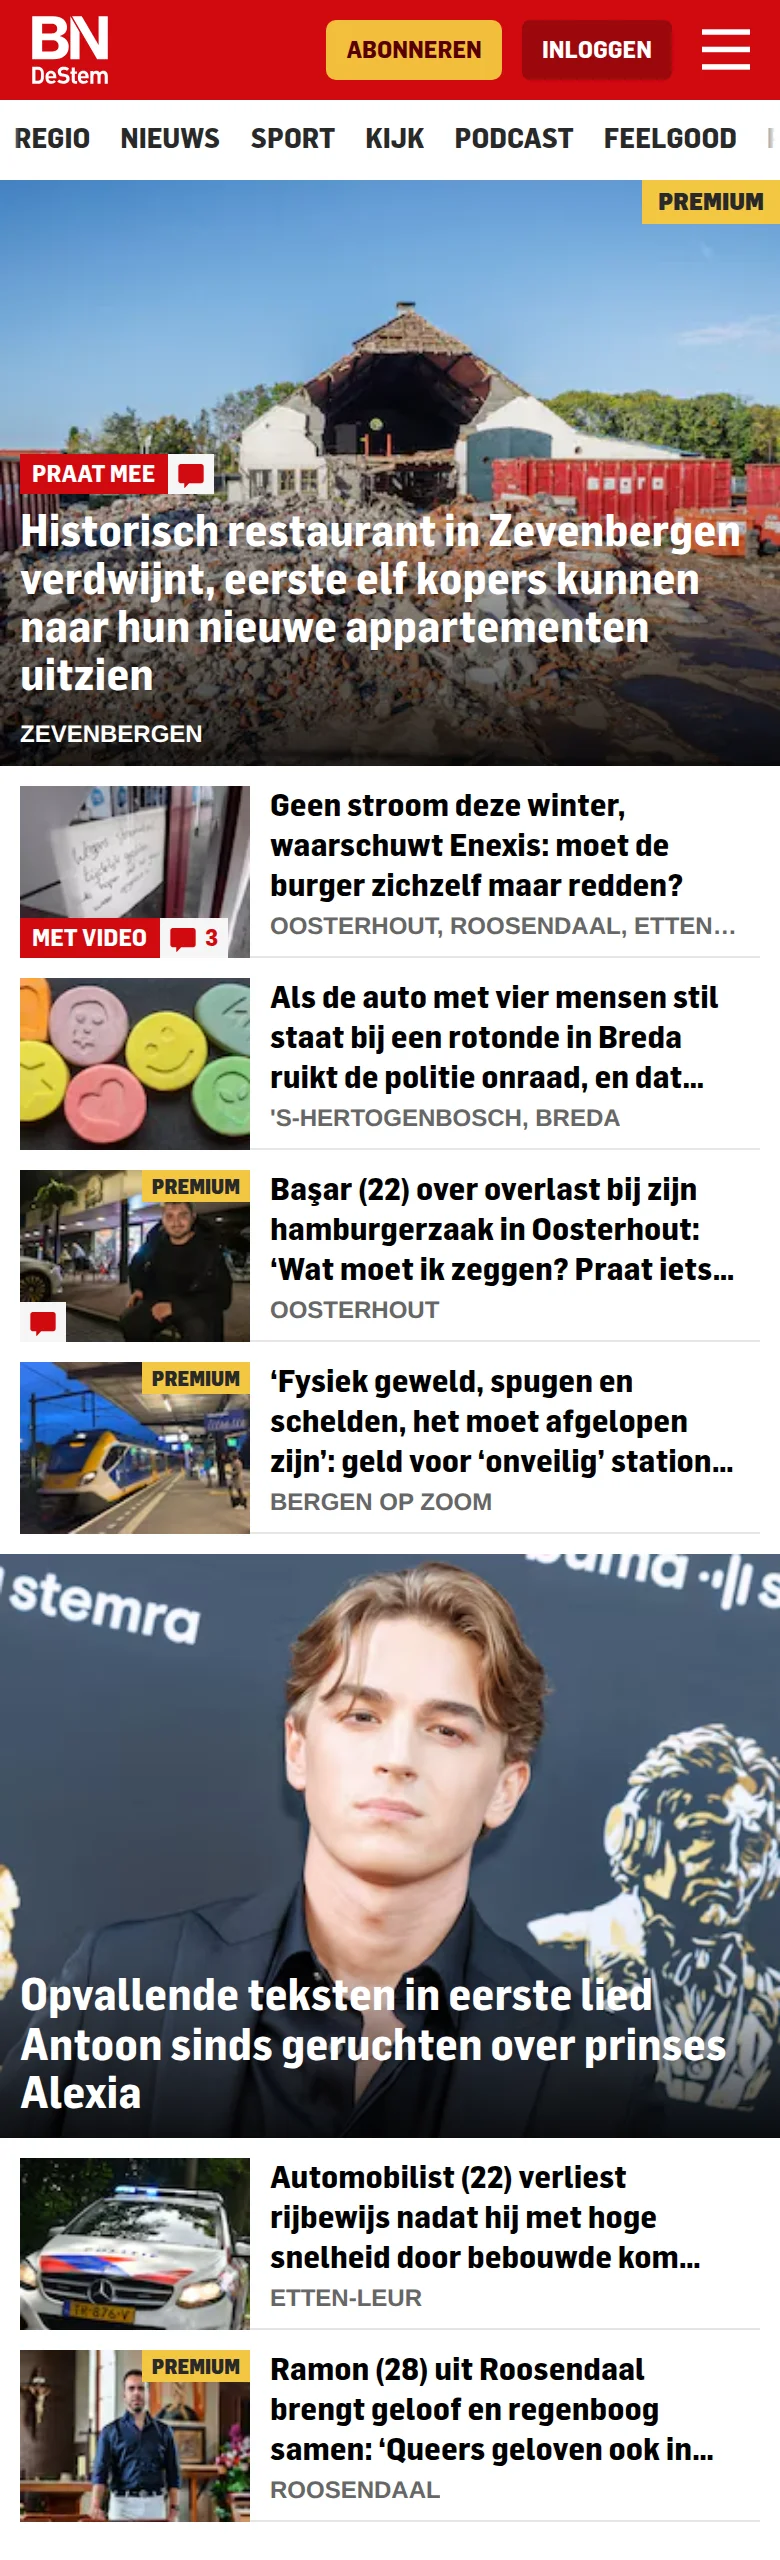 BN
DeStem
ABONNEREN
INLOGGEN
REGIO NIEUWS SPORT KIJK PODCAST FEELGOOD
PREMIUM
PRAAT MEE
Historisch restaurant in Zevenbergen
verdwijnt, eerste elf kopers kunnen
naar hun nieuwe appartementen
uitzien
ZEVENBERGEN
Geen stroom deze winter,
waarschuwt Enexis: moet de
burger zichzelf maar redden?
OOSTERHOUT, ROOSENDAAL, ETTEN…
MET VIDEO 3
Als de auto met vier mensen stil
staat bij een rotonde in Breda
ruikt de politie onraad, en dat...
'S-HERTOGENBOSCH, BREDA
PREMIUM
Başar (22) over overlast bij zijn
hamburgerzaak in Oosterhout:
‘Wat moet ik zeggen? Praat iets...
OOSTERHOUT
PREMIUM
‘Fysiek geweld, spugen en
schelden, het moet afgelopen
zijn’: geld voor ‘onveilig’ station...
BERGEN OP ZOOM
stemra
buma s
Opvallende teksten in eerste lied
Antoon sinds geruchten over prinses
Alexia
Automobilist (22) verliest
rijbewijs nadat hij met hoge
snelheid door bebouwde kom...
ETTEN-LEUR
PREMIUM
Ramon (28) uit Roosendaal
brengt geloof en regenboog
samen: ‘Queers geloven ook in...
ROOSENDAAL